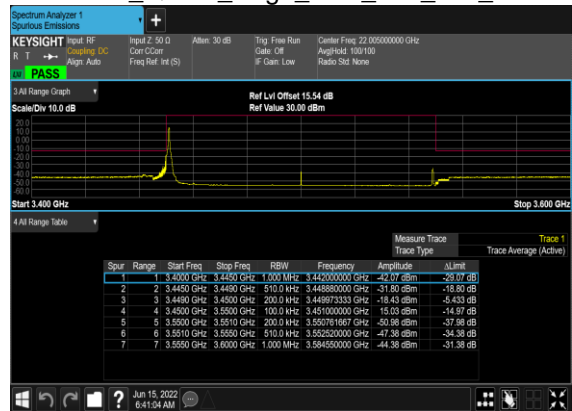 Spectrum Analyzer 1
Spurious Emissions
+
KEYSIGHT Input: RF Input Z: 50 Ω Atten: 30 dB Trig: Free Run Center Freq: 22.005000000 GHz
R T Coupling: DC Corr CCorr Gate: Off Avg|Hold: 100/100
Align: Auto Freq Ref: Int (S) IF Gain: Low Radio Std: None
PASS
3 All Range Graph
Ref Lvl Offset 15.54 dB
Scale/Div 10.0 dB Ref Value 30.00 dBm
20.0
10.0
0.00
-10.0
-20.0
-30.0
-40.0
-50.0
-60.0
Start 3.400 GHz Stop 3.600 GHz
4 All Range Table
Measure Trace Trace 1
Trace Type Trace Average (Active)
Spur Range Start Freq Stop Freq RBW Frequency Amplitude ΔLimit
1 1 3.4000 GHz 3.4450 GHz 1.000 MHz 3.442000000 GHz -42.07 dBm -29.07 dB
2 2 3.4450 GHz 3.4490 GHz 510.0 kHz 3.448880000 GHz -31.80 dBm -18.80 dB
3 3 3.4490 GHz 3.4500 GHz 200.0 kHz 3.449973333 GHz -18.43 dBm -5.433 dB
4 4 3.4500 GHz 3.5500 GHz 100.0 kHz 3.451000000 GHz 15.03 dBm -14.97 dB
5 5 3.5500 GHz 3.5510 GHz 200.0 kHz 3.550761667 GHz -50.98 dBm -37.98 dB
6 6 3.5510 GHz 3.5550 GHz 510.0 kHz 3.552520000 GHz -47.38 dBm -34.38 dB
7 7 3.5550 GHz 3.6000 GHz 1.000 MHz 3.584550000 GHz -44.38 dBm -31.38 dB
? Jun 15, 2022
6:41:04 AM